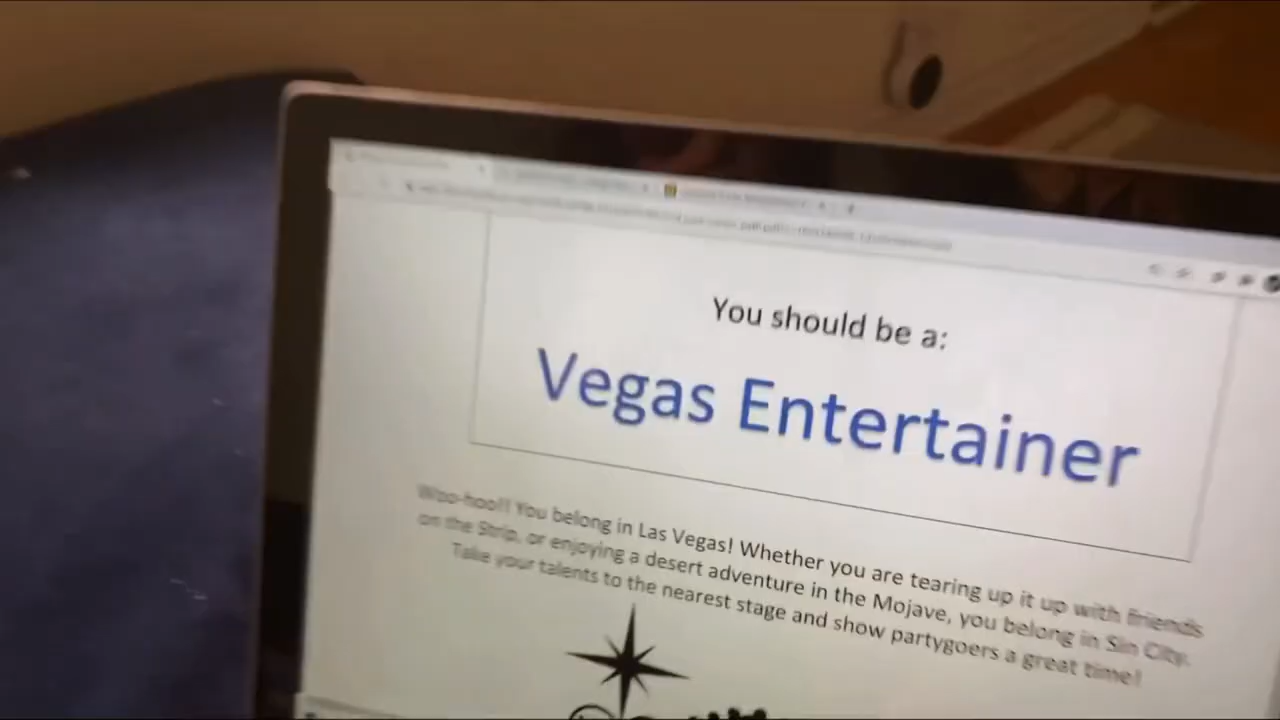 You should be a:
Vegas Entertainer
Woo-hoo!! You belong in Las Vegas! Whether you are tearing up it up with friends
on the Strip, or enjoying a desert adventure in the Mojave, you belong in Sin City.
Take your talents to the nearest stage and show partygoers a great time!